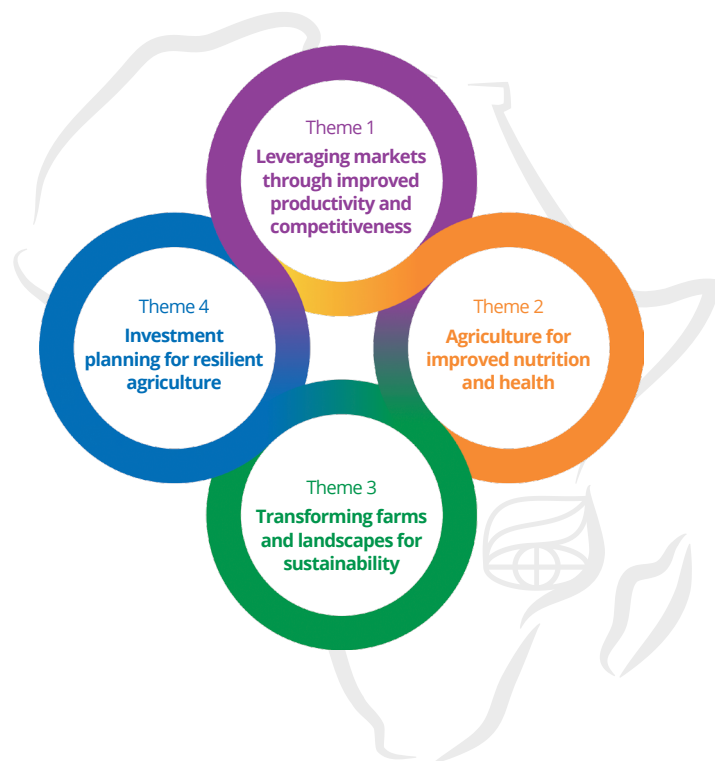 Theme 1
Leveraging markets
through improved
productivity and
competitiveness
Theme 2
Agriculture for
improved nutrition
and health
Theme 3
Transforming farms
and landscapes for
sustainability
Theme 4
Investment
planning for resilient
agriculture